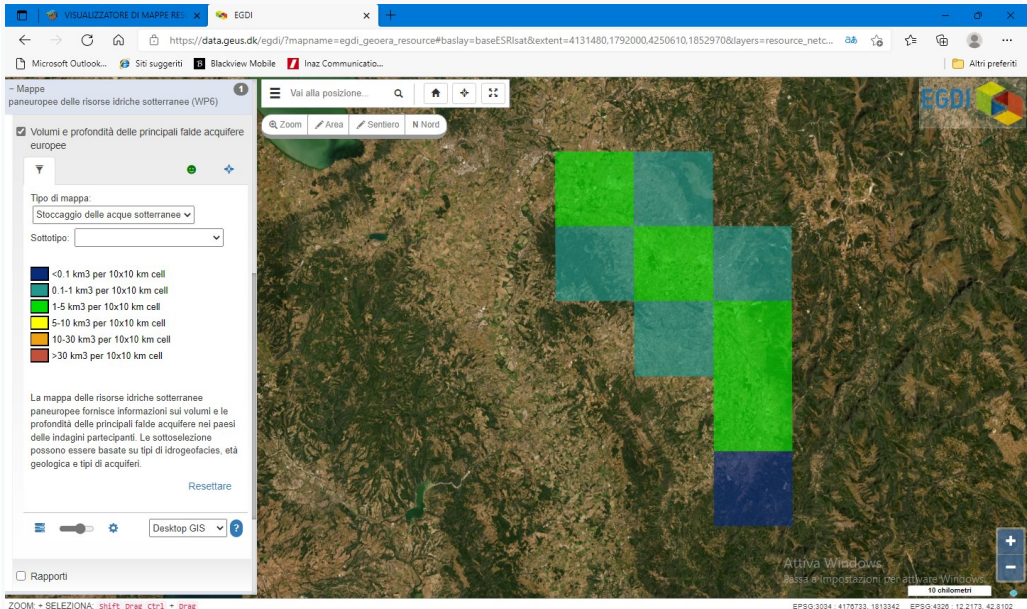 VISUALIZZATORE DI MAPPE RES
EGDI
https://data.geus.dk/egdi/?mapname=egdi_geoera_resource#baslay=baseESRIsat&extent=4131480,1792000,4250610,1852970&layers=resource_netc...
Microsoft Outlook...
Siti suggeriti
Blackview Mobile
Inaz Communicatio...
Altri preferiti
− Mappe
paneuropee delle risorse idriche sotterranee (WP6)
1
Vai alla posizione...
EGDI
Zoom
Area
Sentiero
N Nord
Volumi e profondità delle principali falde acquifere
europee
Tipo di mappa:
Stoccaggio delle acque sotterranee
Sottotipo:
<0.1 km3 per 10x10 km cell
0.1-1 km3 per 10x10 km cell
1-5 km3 per 10x10 km cell
5-10 km3 per 10x10 km cell
10-30 km3 per 10x10 km cell
>30 km3 per 10x10 km cell
La mappa delle risorse idriche sotterranee
paneuropee fornisce informazioni sui volumi e le
profondità delle principali falde acquifere nei paesi
delle indagini partecipanti. Le sottoselezione
possono essere basate su tipi di idrogeofacies, età
geologica e tipi di acquiferi.
Resettare
Desktop GIS
?
Rapporti
Attiva Windows
Passa a Impostazioni per attivare Windows.
10 chilometri
ZOOM: + SELEZIONA: Shift Drag Ctrl + Drag
EPSG:3034 : 4176733, 1813342
EPSG:4326 : 12.2173, 42.8102